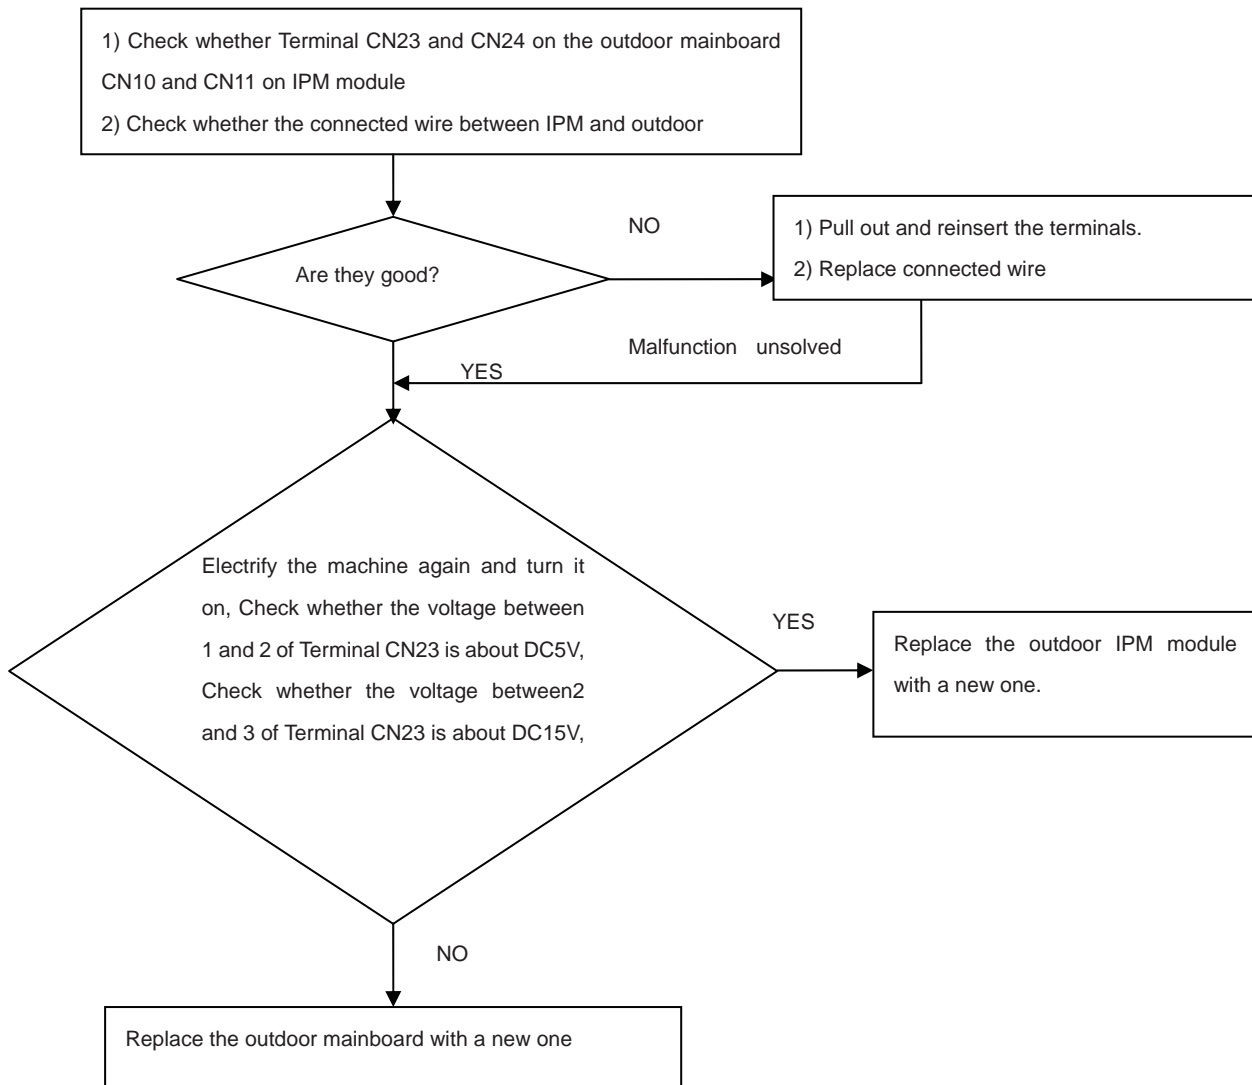 1) Check whether Terminal CN23 and CN24 on the outdoor mainboard
CN10 and CN11 on IPM module
2) Check whether the connected wire between IPM and outdoor
NO
1) Pull out and reinsert the terminals.
2) Replace connected wire
Are they good?
Malfunction unsolved
YES
Electrify the machine again and turn it
on, Check whether the voltage between
1 and 2 of Terminal CN23 is about DC5V,
Check whether the voltage between2
and 3 of Terminal CN23 is about DC15V,
YES
Replace the outdoor IPM module
with a new one.
NO
Replace the outdoor mainboard with a new one